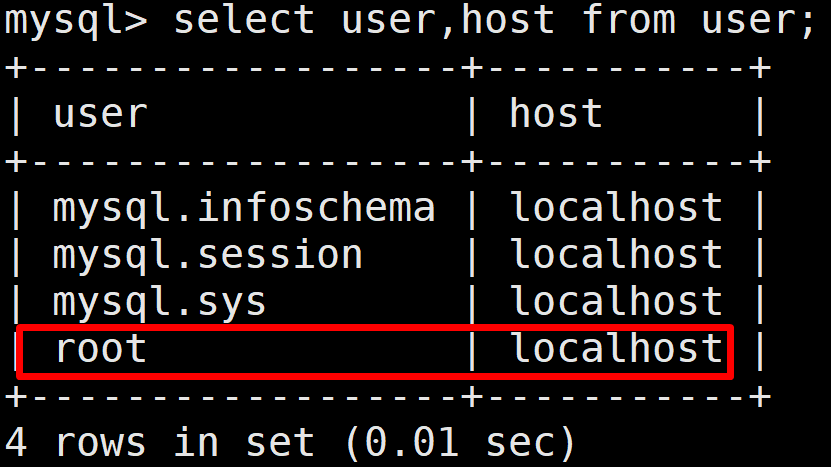 mysql> select user,host from user;
+------------------+-----------+
| user             | host      |
+------------------+-----------+
| mysql.infoschema | localhost |
| mysql.session    | localhost |
| mysql.sys        | localhost |
| root             | localhost |
+------------------+-----------+
4 rows in set (0.01 sec)